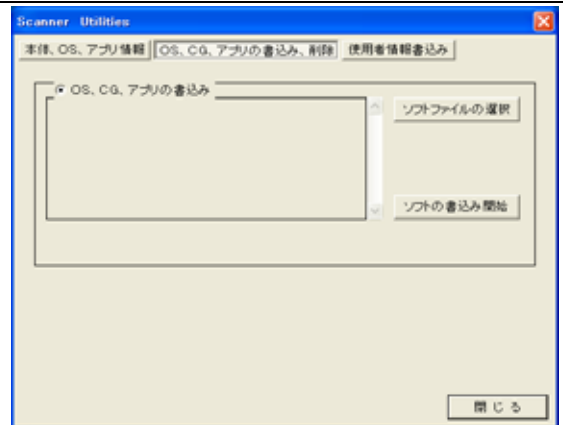 Scanner Utilities
本体、OS、アプリ情報 OS、CG、アプリの書込み、削除 使用者情報書込み
OS、CG、アプリの書込み
ソフトファイルの選択
ソフトの書込み開始
閉じる